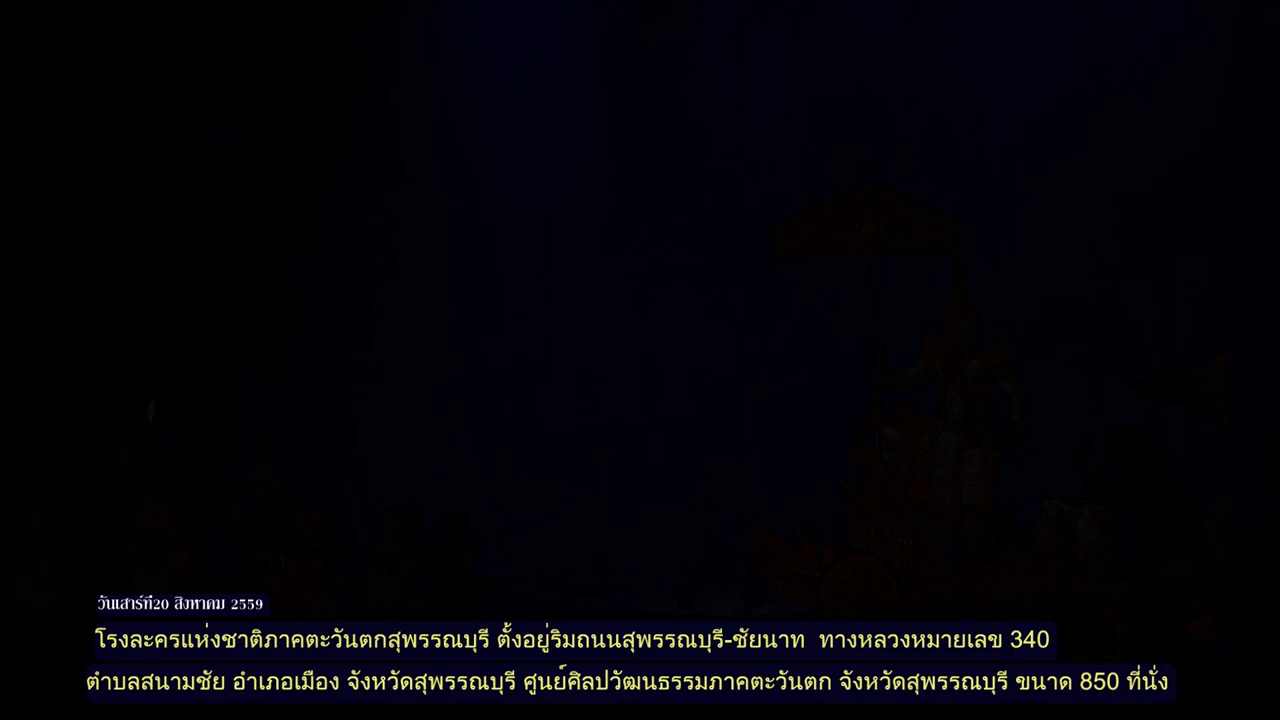 วันเสาร์ที่20 สิงหาคม 2559
โรงละครแห่งชาติภาคตะวันตกสุพรรณบุรี ตั้งอยู่ริมถนนสุพรรณบุรี-ชัยนาท ทางหลวงหมายเลข 340
ตำบลสนามชัย อำเภอเมือง จังหวัดสุพรรณบุรี ศูนย์ศิลปวัฒนธรรมภาคตะวันตก จังหวัดสุพรรณบุรี ขนาด 850 ที่นั่ง